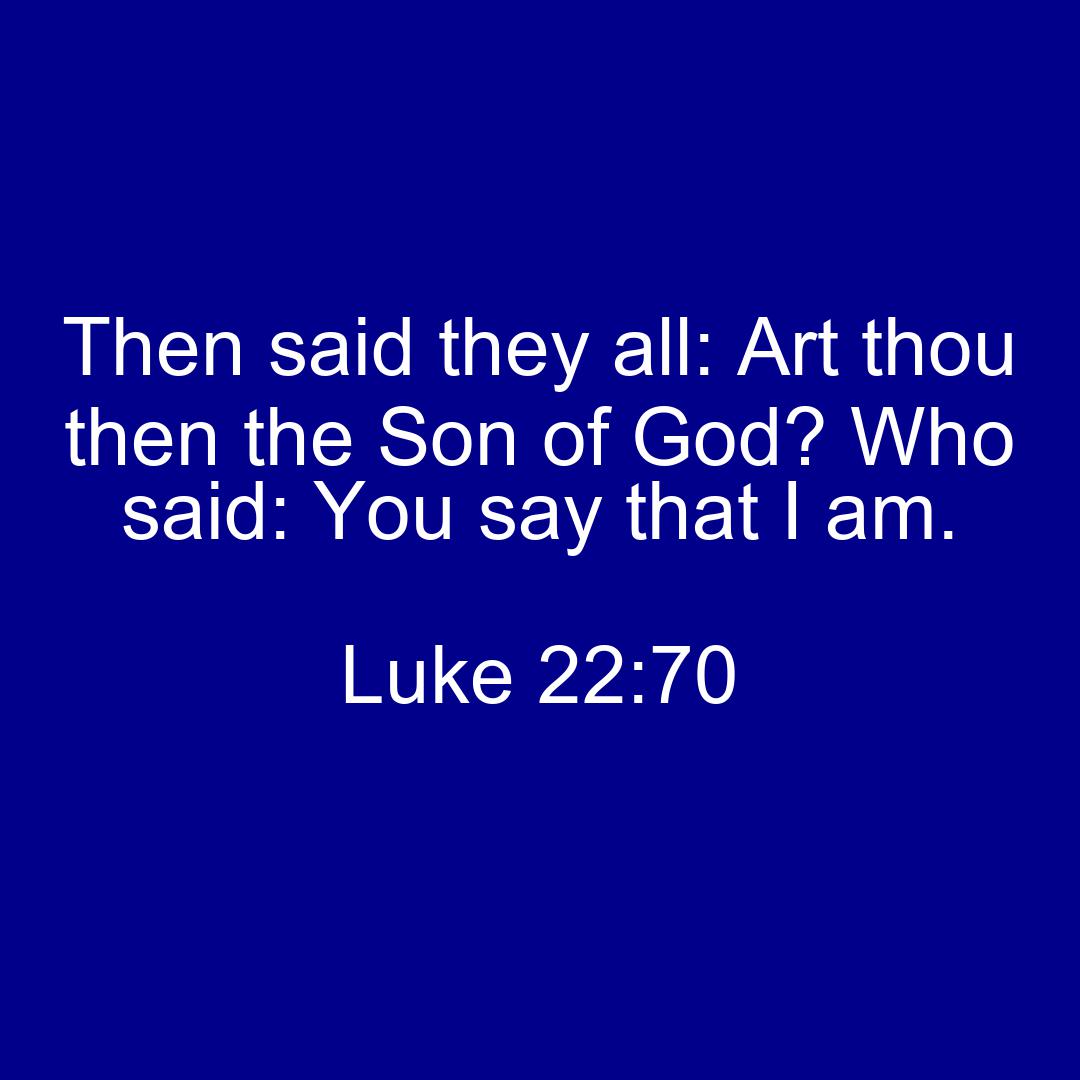 Then said they all: Art thou
then the Son of God? Who
said: You say that I am.
Luke 22:70